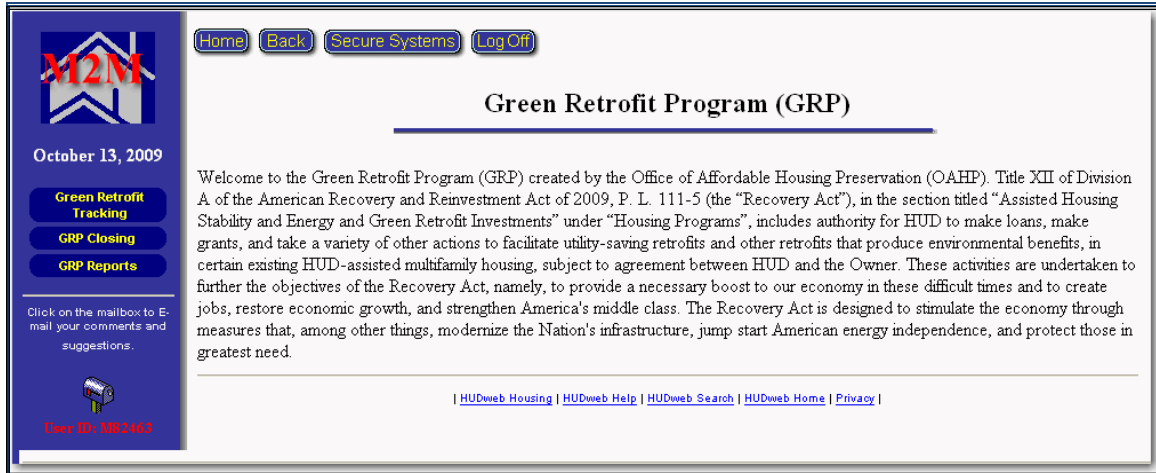 M2M
October 13, 2009
Green Retrofit
Tracking
GRP Closing
GRP Reports
Click on the mailbox to E-
mail your comments and
suggestions.
User ID: M82463
Home Back Secure Systems Log Off
Green Retrofit Program (GRP)
Welcome to the Green Retrofit Program (GRP) created by the Office of Affordable Housing Preservation (OAHP). Title XII of Division
A of the American Recovery and Reinvestment Act of 2009, P. L. 111-5 (the “Recovery Act”), in the section titled “Assisted Housing
Stability and Energy and Green Retrofit Investments” under “Housing Programs”, includes authority for HUD to make loans, make
grants, and take a variety of other actions to facilitate utility-saving retrofits and other retrofits that produce environmental benefits, in
certain existing HUD-assisted multifamily housing, subject to agreement between HUD and the Owner. These activities are undertaken to
further the objectives of the Recovery Act, namely, to provide a necessary boost to our economy in these difficult times and to create
jobs, restore economic growth, and strengthen America's middle class. The Recovery Act is designed to stimulate the economy through
measures that, among other things, modernize the Nation's infrastructure, jump start American energy independence, and protect those in
greatest need.
| HUDweb Housing | HUDweb Help | HUDweb Search | HUDweb Home | Privacy |